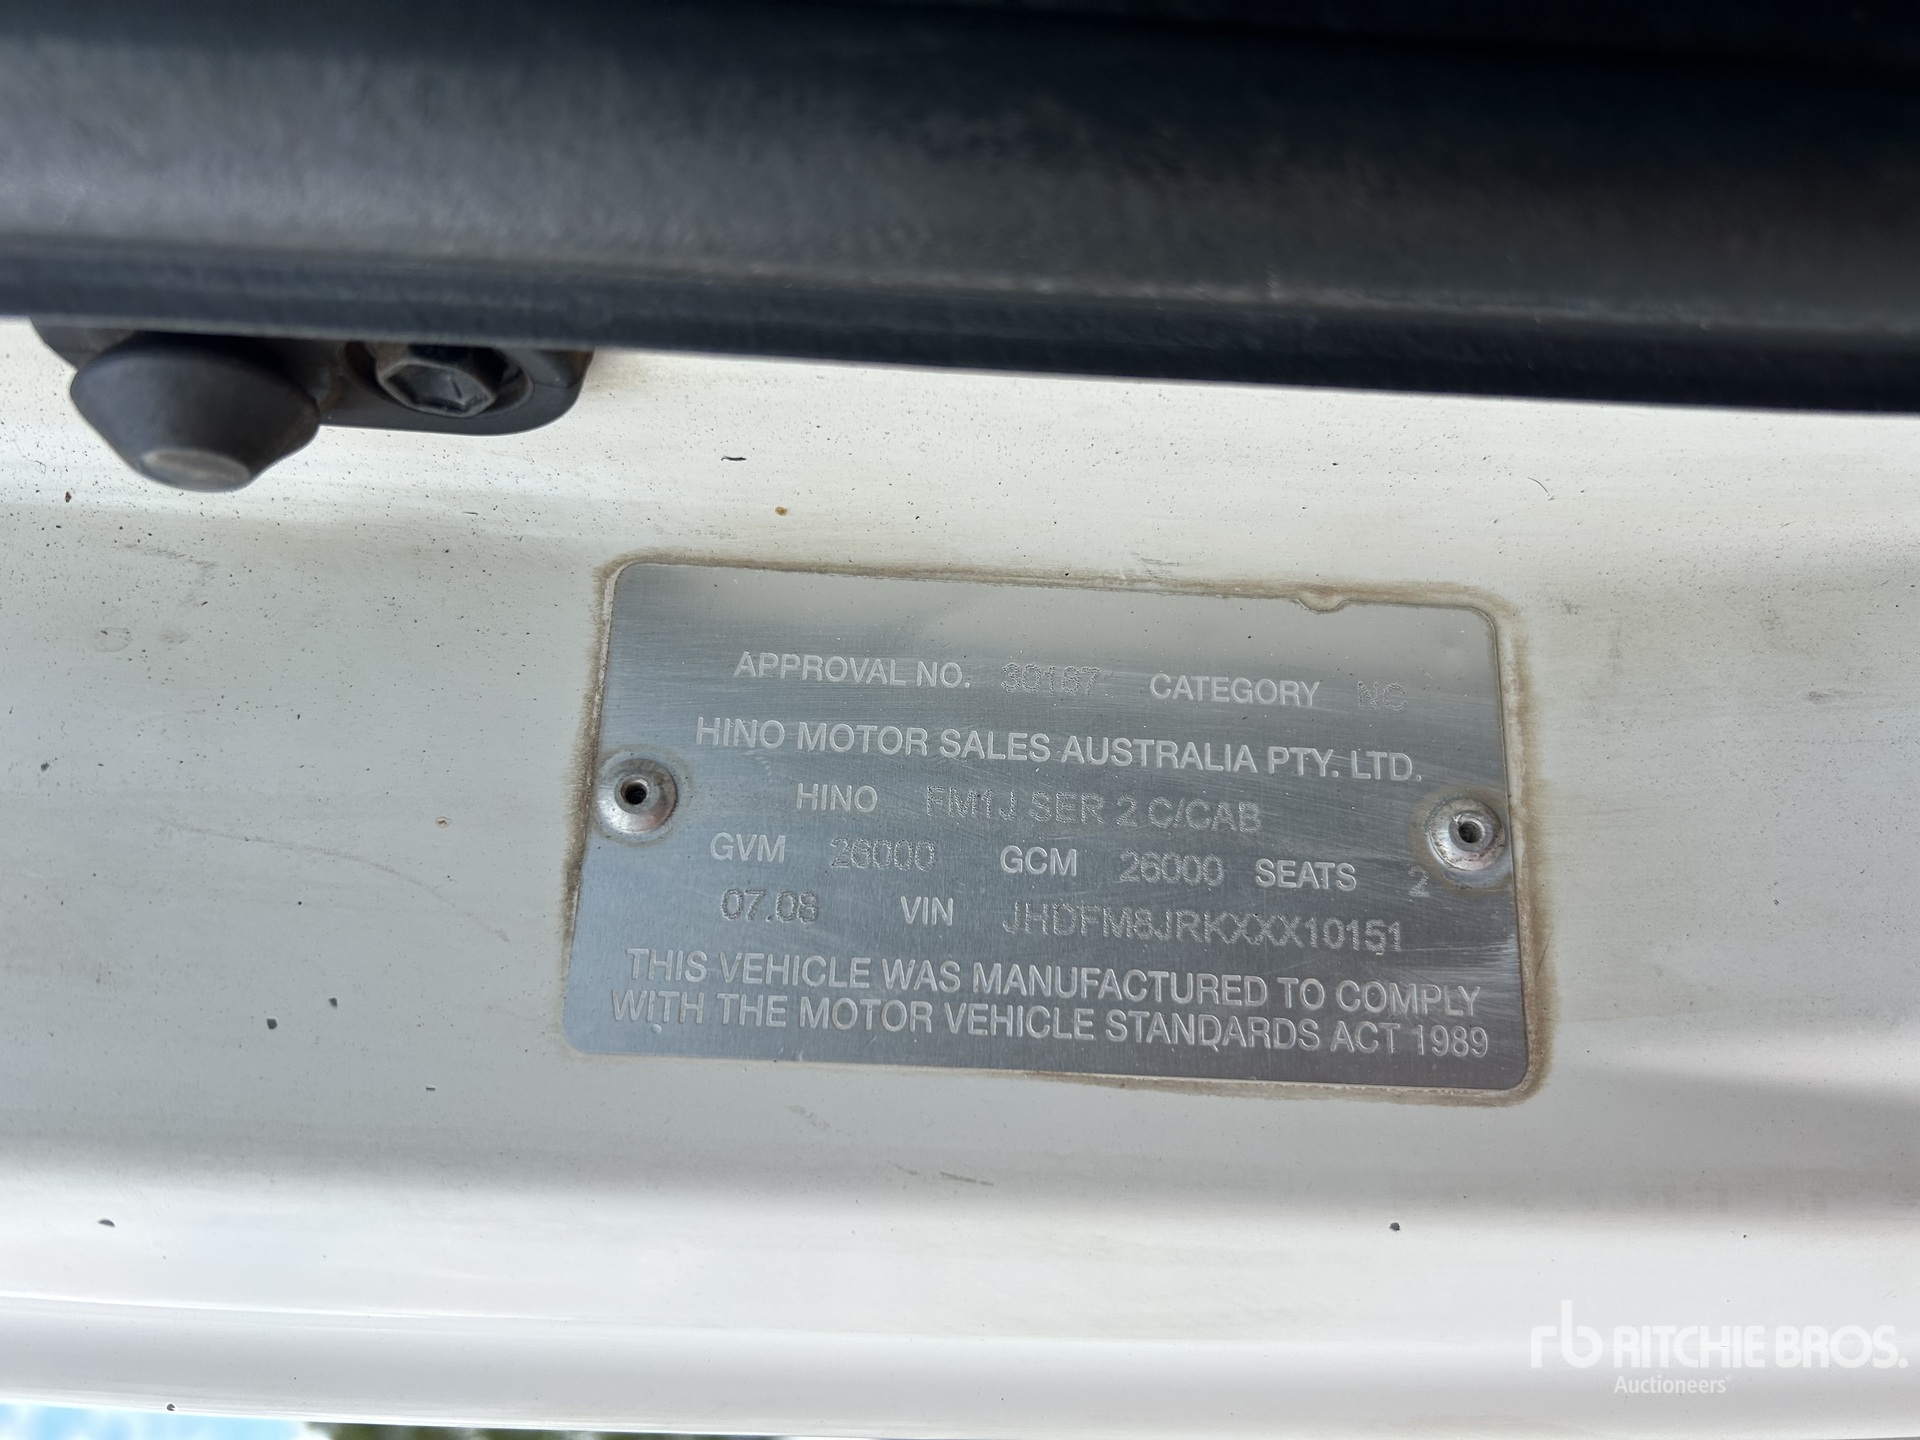 APPROVAL NO. 30167 CATEGORY NC
HINO MOTOR SALES AUSTRALIA PTY. LTD.
HINO FM1J SER 2 C/CAB
GVM 26000 GCM 26000 SEATS 2
07.08 VIN JHDFM8JRKXXX10151
THIS VEHICLE WAS MANUFACTURED TO COMPLY
WITH THE MOTOR VEHICLE STANDARDS ACT 1989
rb RITCHIE BROS.
Auctioneers